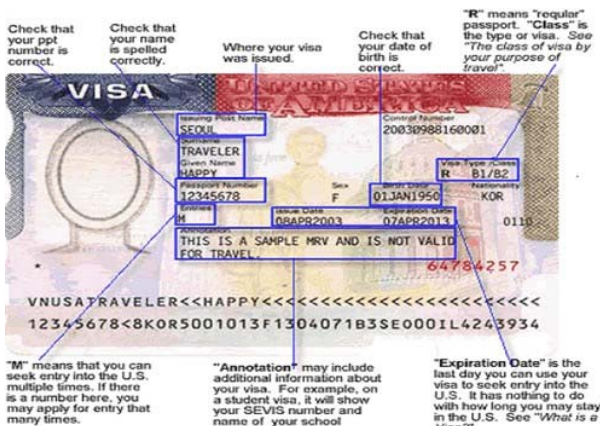 Check that
your ppt
number is
correct.
Check that
your name
is spelled
correctly.
Where your visa
was issued.
Check that
your date of
birth is
correct.
"R" means "regular"
passport. "Class" is
the type or visa. See
"The class of visa by
your purpose of
travel".
VISA
UNITED STATES
OF AMERICA
Issuing Post Name
SEOUL
Control Number
20030988160001
Surname
TRAVELER
Given Name
HAPPY
Visa Type /Class
R B1/B2
Passport Number
12345678
Sex
F
Birth Date
01JAN1950
Nationality
KOR
Entries
M
Issue Date
08APR2003
Expiration Date
07APR2013
0110
Annotation
THIS IS A SAMPLE MRV AND IS NOT VALID
FOR TRAVEL.
64784257
VNUSATRAVELER<<HAPPY<<<<<<<<<<<<<<<<<<<<<<<<
12345678<8KOR5001013F1304071B3SEO00IL4243934
"M" means that you can
seek entry into the U.S.
multiple times. If there
is a number here, you
may apply for entry that
many times.
"Annotation" may include
additional information about
your visa. For example, on
a student visa, it will show
your SEVIS number and
name of your school
"Expiration Date" is the
last day you can use your
visa to seek entry into the
U.S. It has nothing to do
with how long you may stay
in the U.S. See "What is a